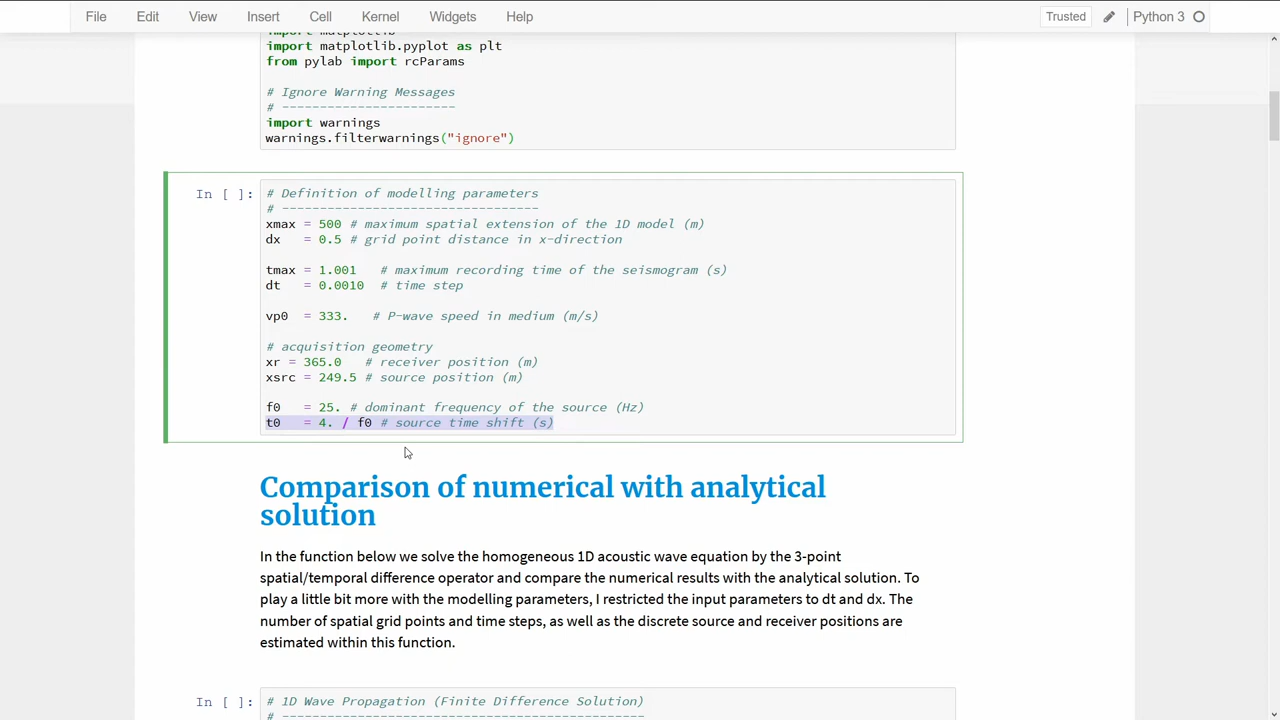 File Edit View Insert Cell Kernel Widgets Help Trusted Python 3
import matplotlib
import matplotlib.pyplot as plt
from pylab import rcParams
# Ignore Warning Messages
# -----------------------
import warnings
warnings.filterwarnings("ignore")
In [ ]: # Definition of modelling parameters
# ----------------------------------
xmax = 500 # maximum spatial extension of the 1D model (m)
dx   = 0.5 # grid point distance in x-direction
tmax = 1.001   # maximum recording time of the seismogram (s)
dt   = 0.0010  # time step
vp0  = 333.   # P-wave speed in medium (m/s)
# acquisition geometry
xr = 365.0   # receiver position (m)
xsrc = 249.5 # source position (m)
f0   = 25. # dominant frequency of the source (Hz)
t0   = 4. / f0 # source time shift (s)
Comparison of numerical with analytical
solution
In the function below we solve the homogeneous 1D acoustic wave equation by the 3-point
spatial/temporal difference operator and compare the numerical results with the analytical solution. To
play a little bit more with the modelling parameters, I restricted the input parameters to dt and dx. The
number of spatial grid points and time steps, as well as the discrete source and receiver positions are
estimated within this function.
In [ ]: # 1D Wave Propagation (Finite Difference Solution)
# ------------------------------------------------